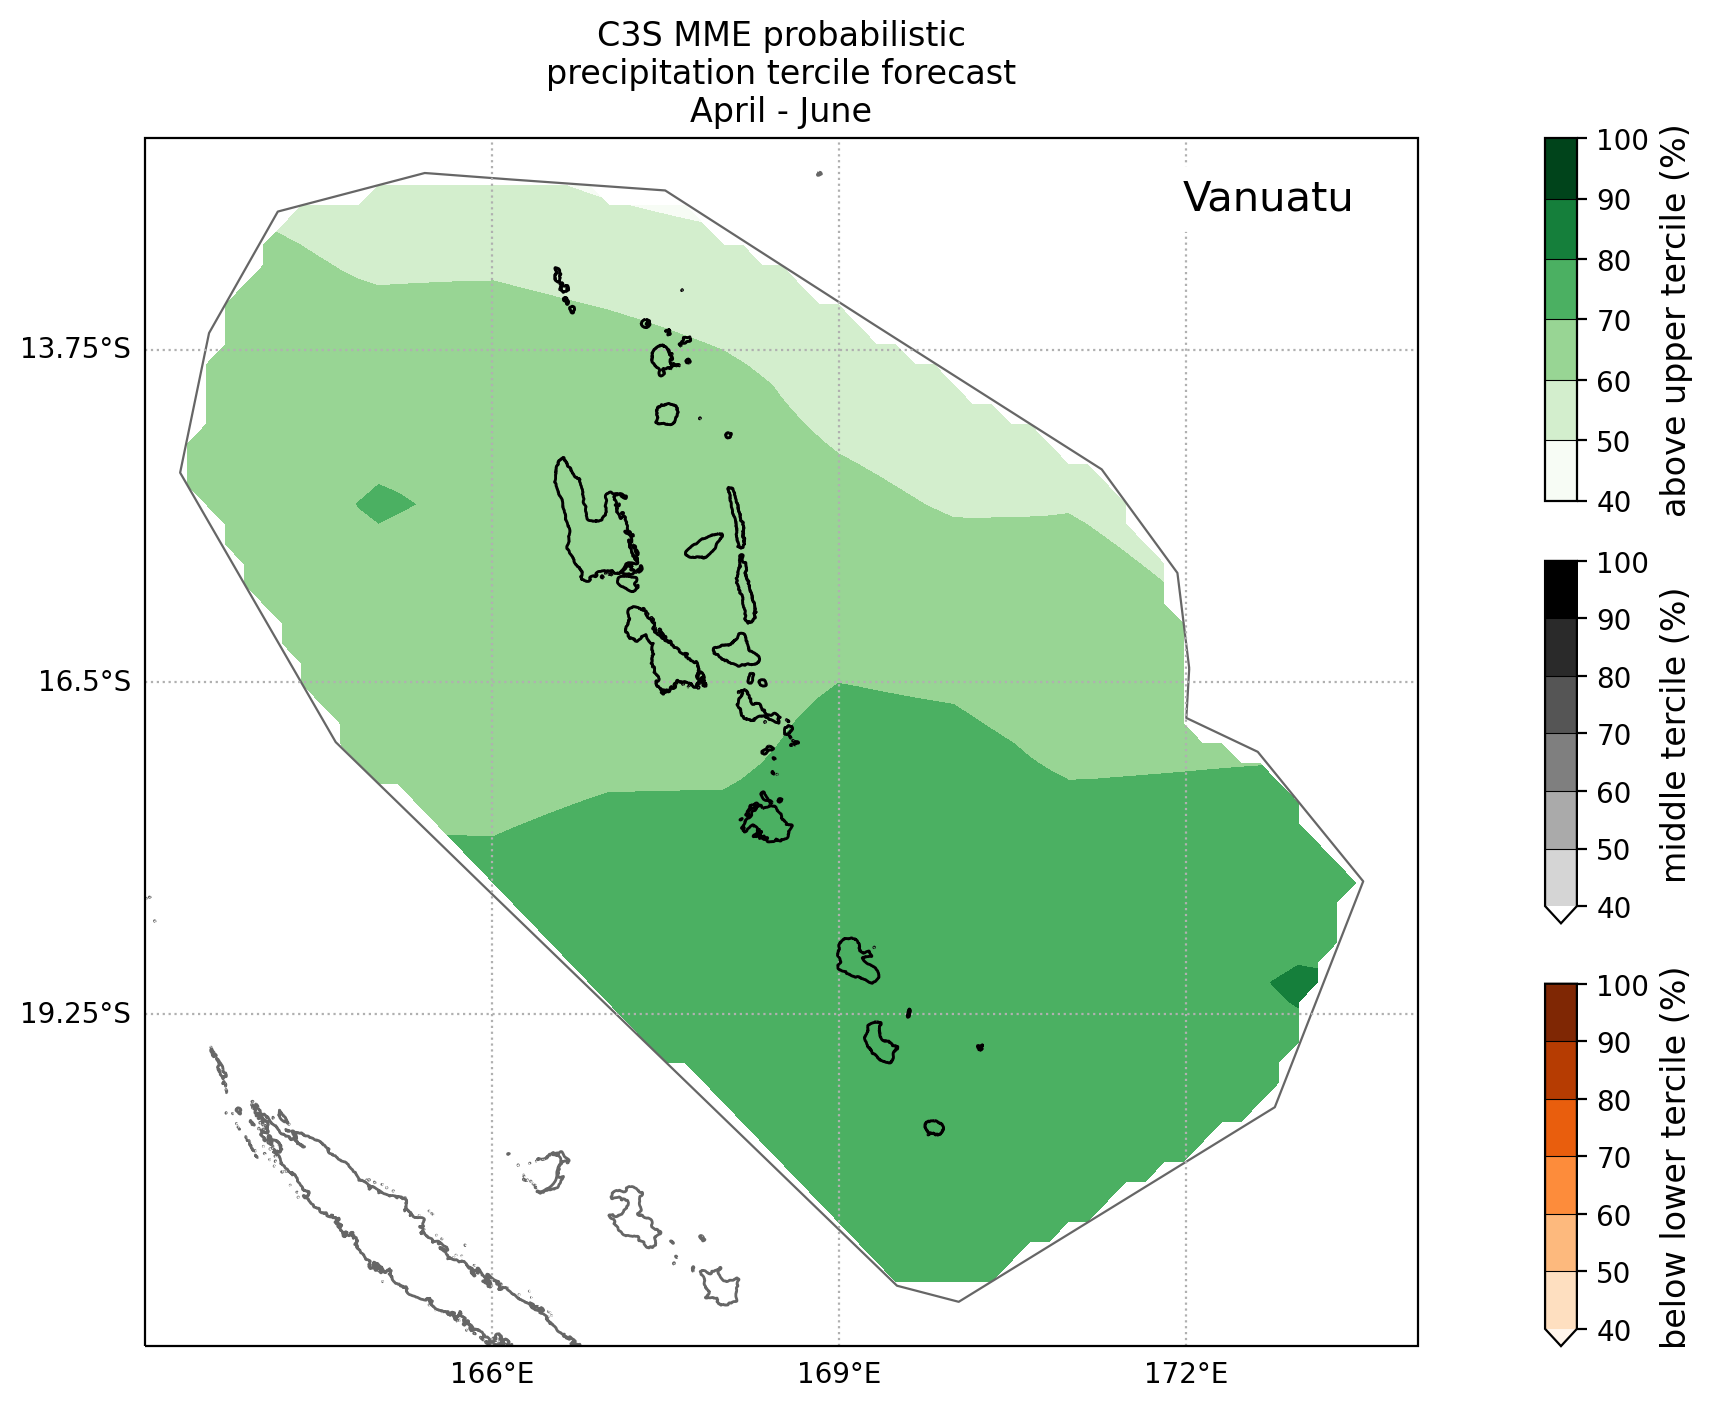 C3S MME probabilistic
precipitation tercile forecast
April - June
Vanuatu
13.75°S
16.5°S
19.25°S
166°E
169°E
172°E
100
90
80
70
60
50
40
above upper tercile (%)
100
90
80
70
60
50
40
middle tercile (%)
100
90
80
70
60
50
40
below lower tercile (%)